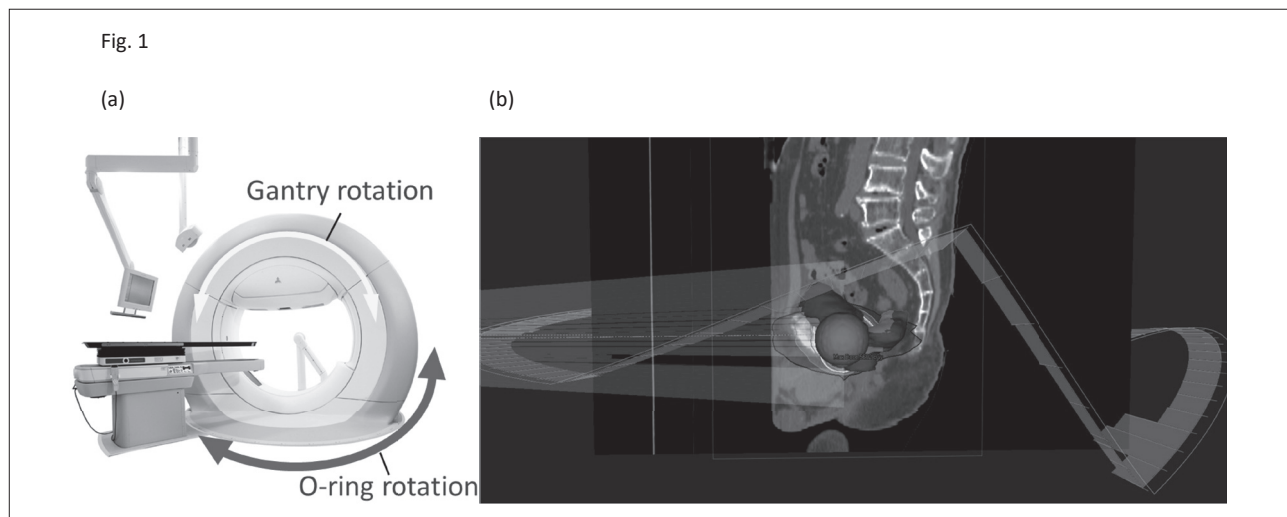 Fig. 1
(a)
(b)
Gantry rotation
O-ring rotation